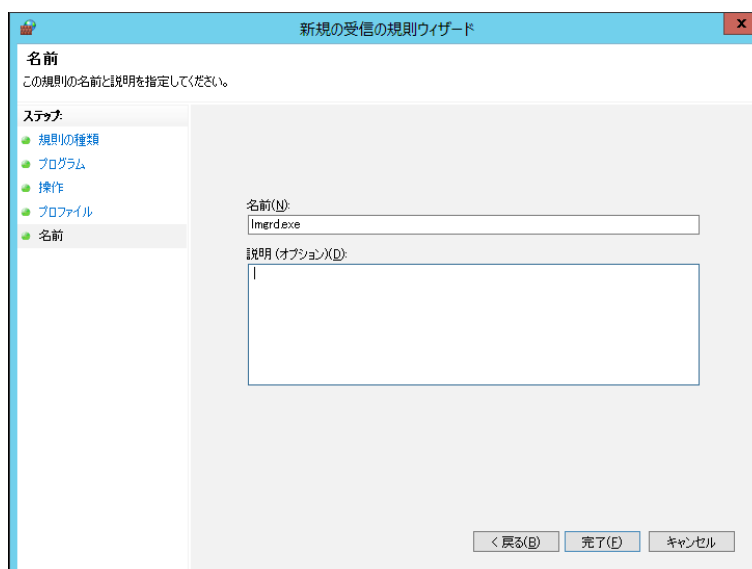 新規の受信の規則ウィザード
x
名前
この規則の名前と説明を指定してください。
ステップ:
規則の種類
プログラム
操作
プロファイル
名前
名前(N):
lmgrd.exe
説明 (オプション)(D):
< 戻る(B)
完了(F)
キャンセル